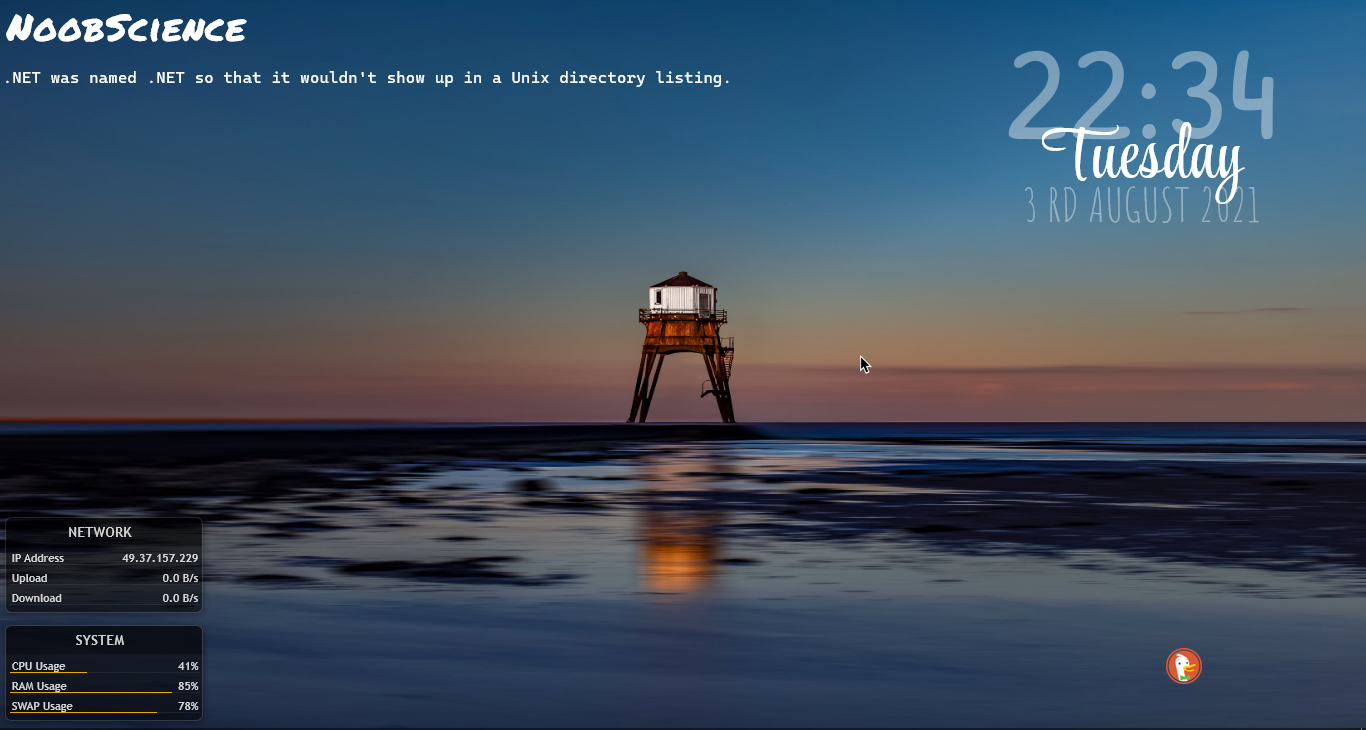 NoobScience
.NET was named .NET so that it wouldn't show up in a Unix directory listing.
22:34
Tuesday
3 RD AUGUST 2021
NETWORK
IP Address 49.37.157.229
Upload 0.0 B/s
Download 0.0 B/s
SYSTEM
CPU Usage 41%
RAM Usage 85%
SWAP Usage 78%